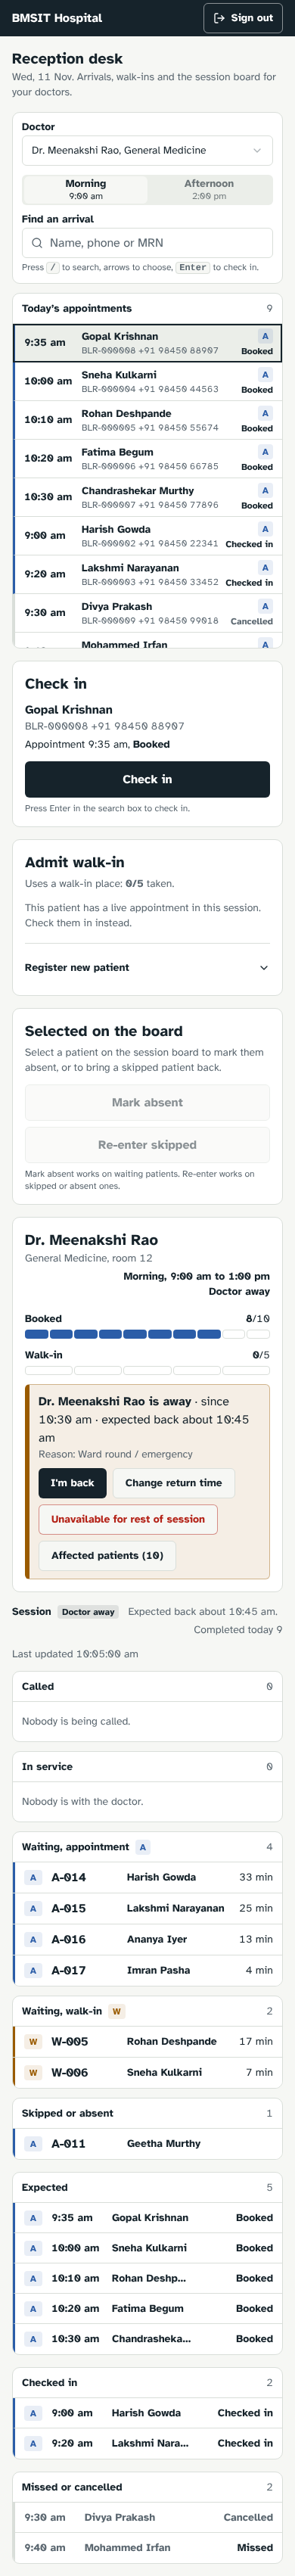 BMSIT Hospital
Sign out
Reception desk
Wed, 11 Nov. Arrivals, walk-ins and the session board for
your doctors.
Doctor
Dr. Meenakshi Rao, General Medicine
Morning
9:00 am
Afternoon
2:00 pm
Find an arrival
Name, phone or MRN
Press / to search, arrows to choose, Enter to check in.
Today's appointments 9
9:35 am Gopal Krishnan A
BLR-000008 +91 98450 88907 Booked
10:00 am Sneha Kulkarni A
BLR-000004 +91 98450 44563 Booked
10:10 am Rohan Deshpande A
BLR-000005 +91 98450 55674 Booked
10:20 am Fatima Begum A
BLR-000006 +91 98450 66785 Booked
10:30 am Chandrashekar Murthy A
BLR-000007 +91 98450 77896 Booked
9:00 am Harish Gowda A
BLR-000002 +91 98450 22341 Checked in
9:20 am Lakshmi Narayanan A
BLR-000003 +91 98450 33452 Checked in
9:30 am Divya Prakash A
BLR-000009 +91 98450 99018 Cancelled
Mohammed Irfan A
Check in
Gopal Krishnan
BLR-000008 +91 98450 88907
Appointment 9:35 am, Booked
Check in
Press Enter in the search box to check in.
Admit walk-in
Uses a walk-in place: 0/5 taken.
This patient has a live appointment in this session.
Check them in instead.
Register new patient
Selected on the board
Select a patient on the session board to mark them
absent, or to bring a skipped patient back.
Mark absent
Re-enter skipped
Mark absent works on waiting patients. Re-enter works on
skipped or absent ones.
Dr. Meenakshi Rao
General Medicine, room 12
Morning, 9:00 am to 1:00 pm
Doctor away
Booked 8/10
Walk-in 0/5
Dr. Meenakshi Rao is away · since
10:30 am · expected back about 10:45
am
Reason: Ward round / emergency
I'm back
Change return time
Unavailable for rest of session
Affected patients (10)
Session Doctor away Expected back about 10:45 am.
Completed today 9
Last updated 10:05:00 am
Called 0
Nobody is being called.
In service 0
Nobody is with the doctor.
Waiting, appointment A 4
A A-014 Harish Gowda 33 min
A A-015 Lakshmi Narayanan 25 min
A A-016 Ananya Iyer 13 min
A A-017 Imran Pasha 4 min
Waiting, walk-in W 2
W W-005 Rohan Deshpande 17 min
W W-006 Sneha Kulkarni 7 min
Skipped or absent 1
A A-011 Geetha Murthy
Expected 5
A 9:35 am Gopal Krishnan Booked
A 10:00 am Sneha Kulkarni Booked
A 10:10 am Rohan Deshp... Booked
A 10:20 am Fatima Begum Booked
A 10:30 am Chandrasheka... Booked
Checked in 2
A 9:00 am Harish Gowda Checked in
A 9:20 am Lakshmi Nara... Checked in
Missed or cancelled 2
9:30 am Divya Prakash Cancelled
9:40 am Mohammed Irfan Missed